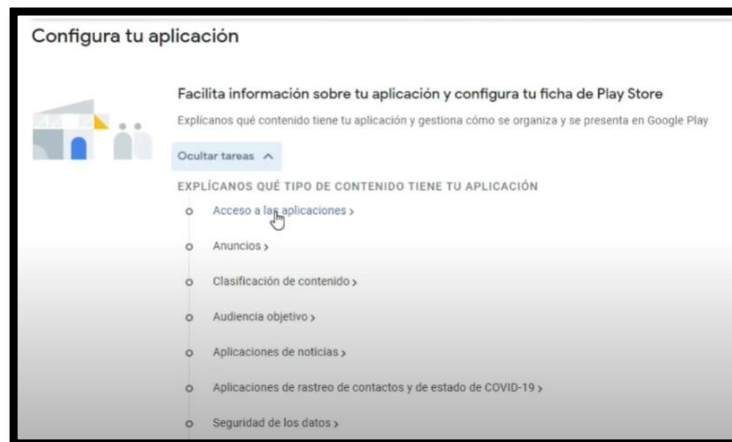 Configura tu aplicación
Facilita información sobre tu aplicación y configura tu ficha de Play Store
Explícanos qué contenido tiene tu aplicación y gestiona cómo se organiza y se presenta en Google Play
Ocultar tareas
EXPLÍCANOS QUÉ TIPO DE CONTENIDO TIENE TU APLICACIÓN
Acceso a las aplicaciones >
Anuncios >
Clasificación de contenido >
Audiencia objetivo >
Aplicaciones de noticias >
Aplicaciones de rastreo de contactos y de estado de COVID-19 >
Seguridad de los datos >